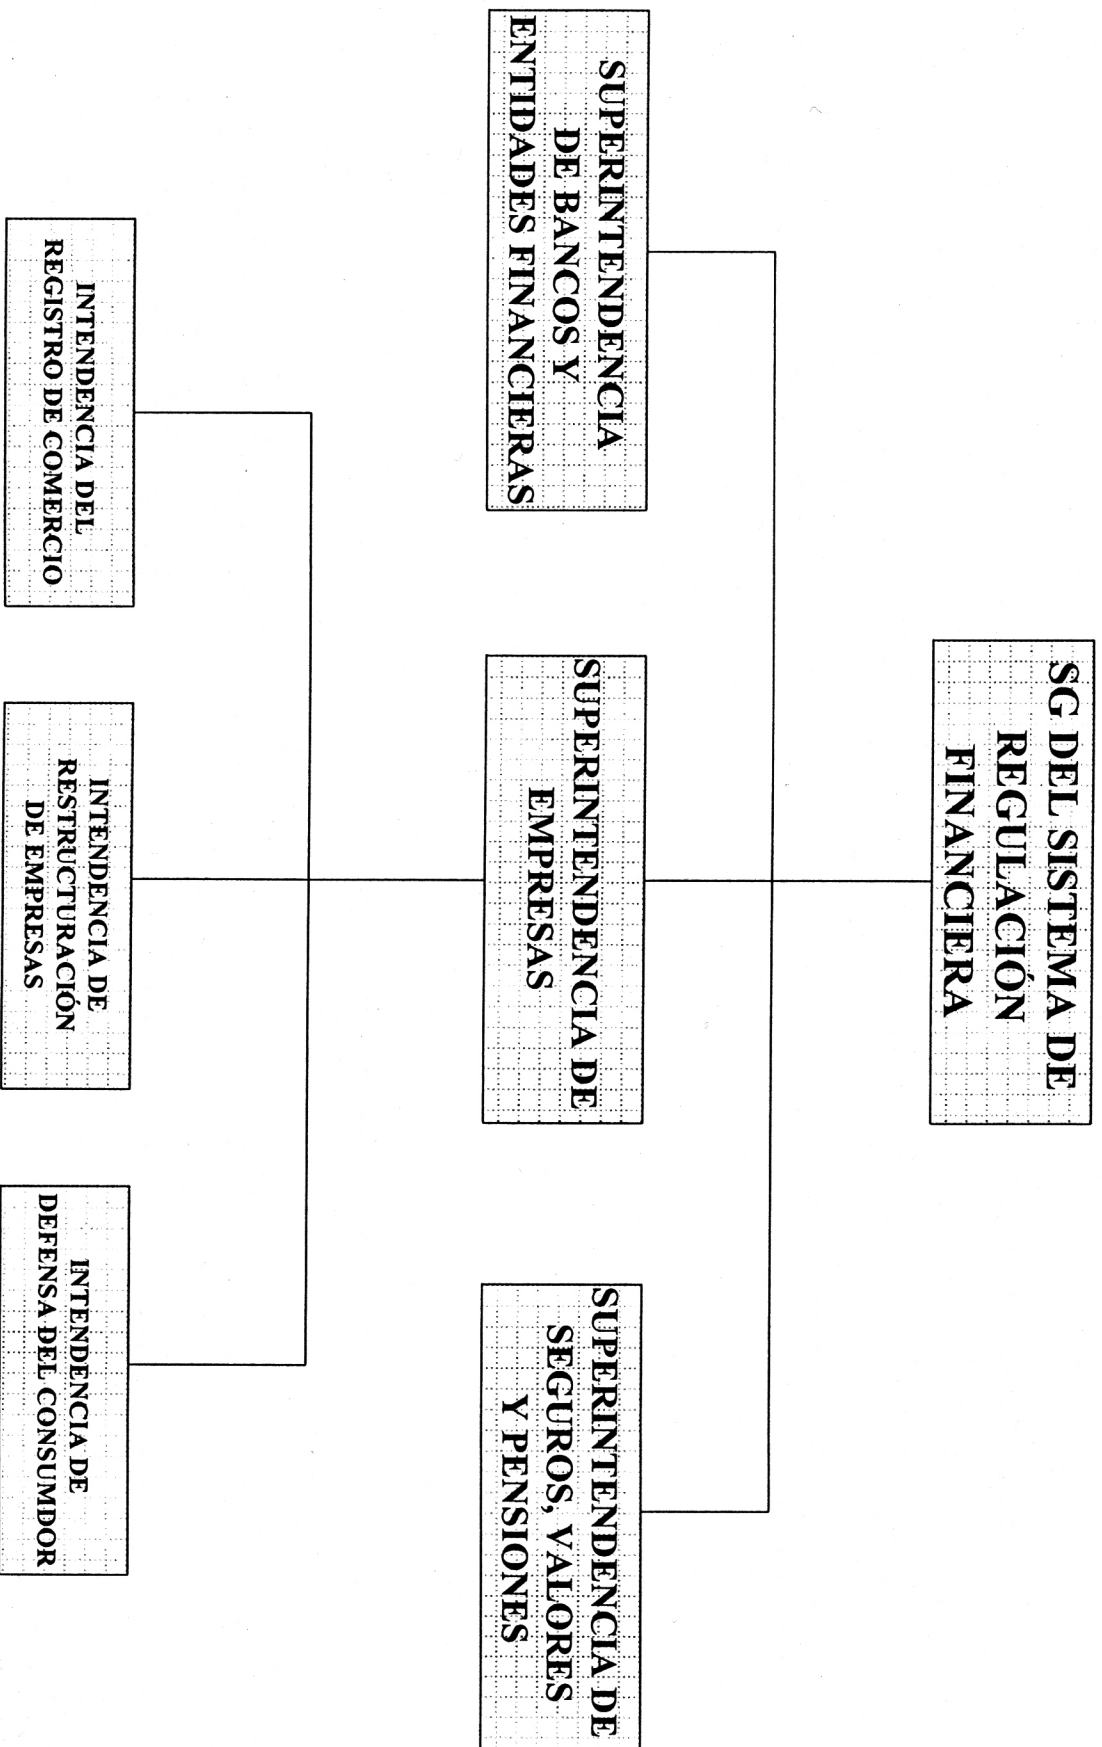 SG DEL SISTEMA DE
REGULACIÓN
FINANCIERA
SUPERINTENDENCIA
DE BANCOS Y
ENTIDADES FINANCIERAS
SUPERINTENDENCIA DE
EMPRESAS
SUPERINTENDENCIA DE
SEGUROS, VALORES
Y PENSIONES
INTENDENCIA DEL
REGISTRO DE COMERCIO
INTENDENCIA DE
RESTRUCTURACIÓN
DE EMPRESAS
INTENDENCIA DE
DEFENSA DEL CONSUMDOR